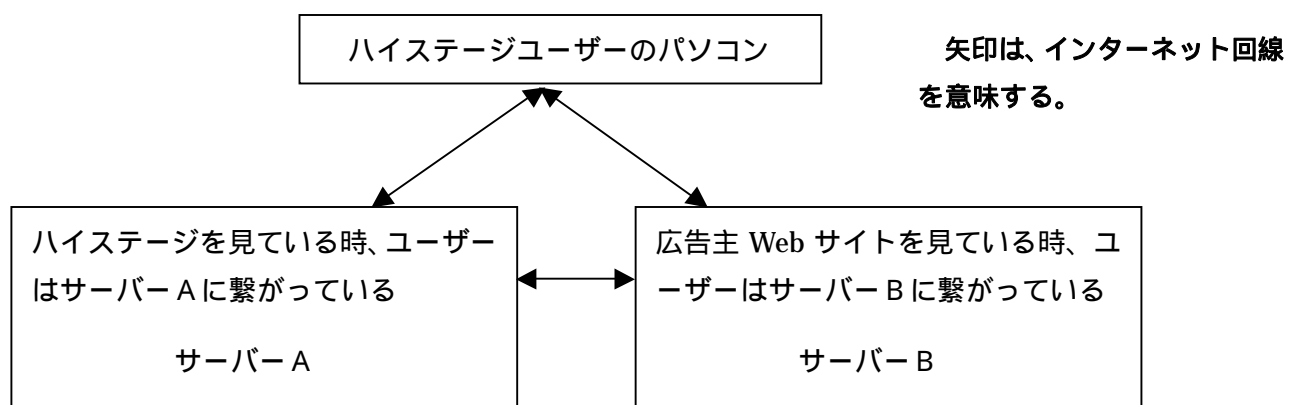 ハイステージユーザーのパソコン
矢印は、インターネット回線
を意味する。
ハイステージを見ている時、ユーザー
はサーバーAに繋がっている
サーバーA
広告主 Web サイトを見ている時、ユ
ーザーはサーバーBに繋がっている
サーバーB